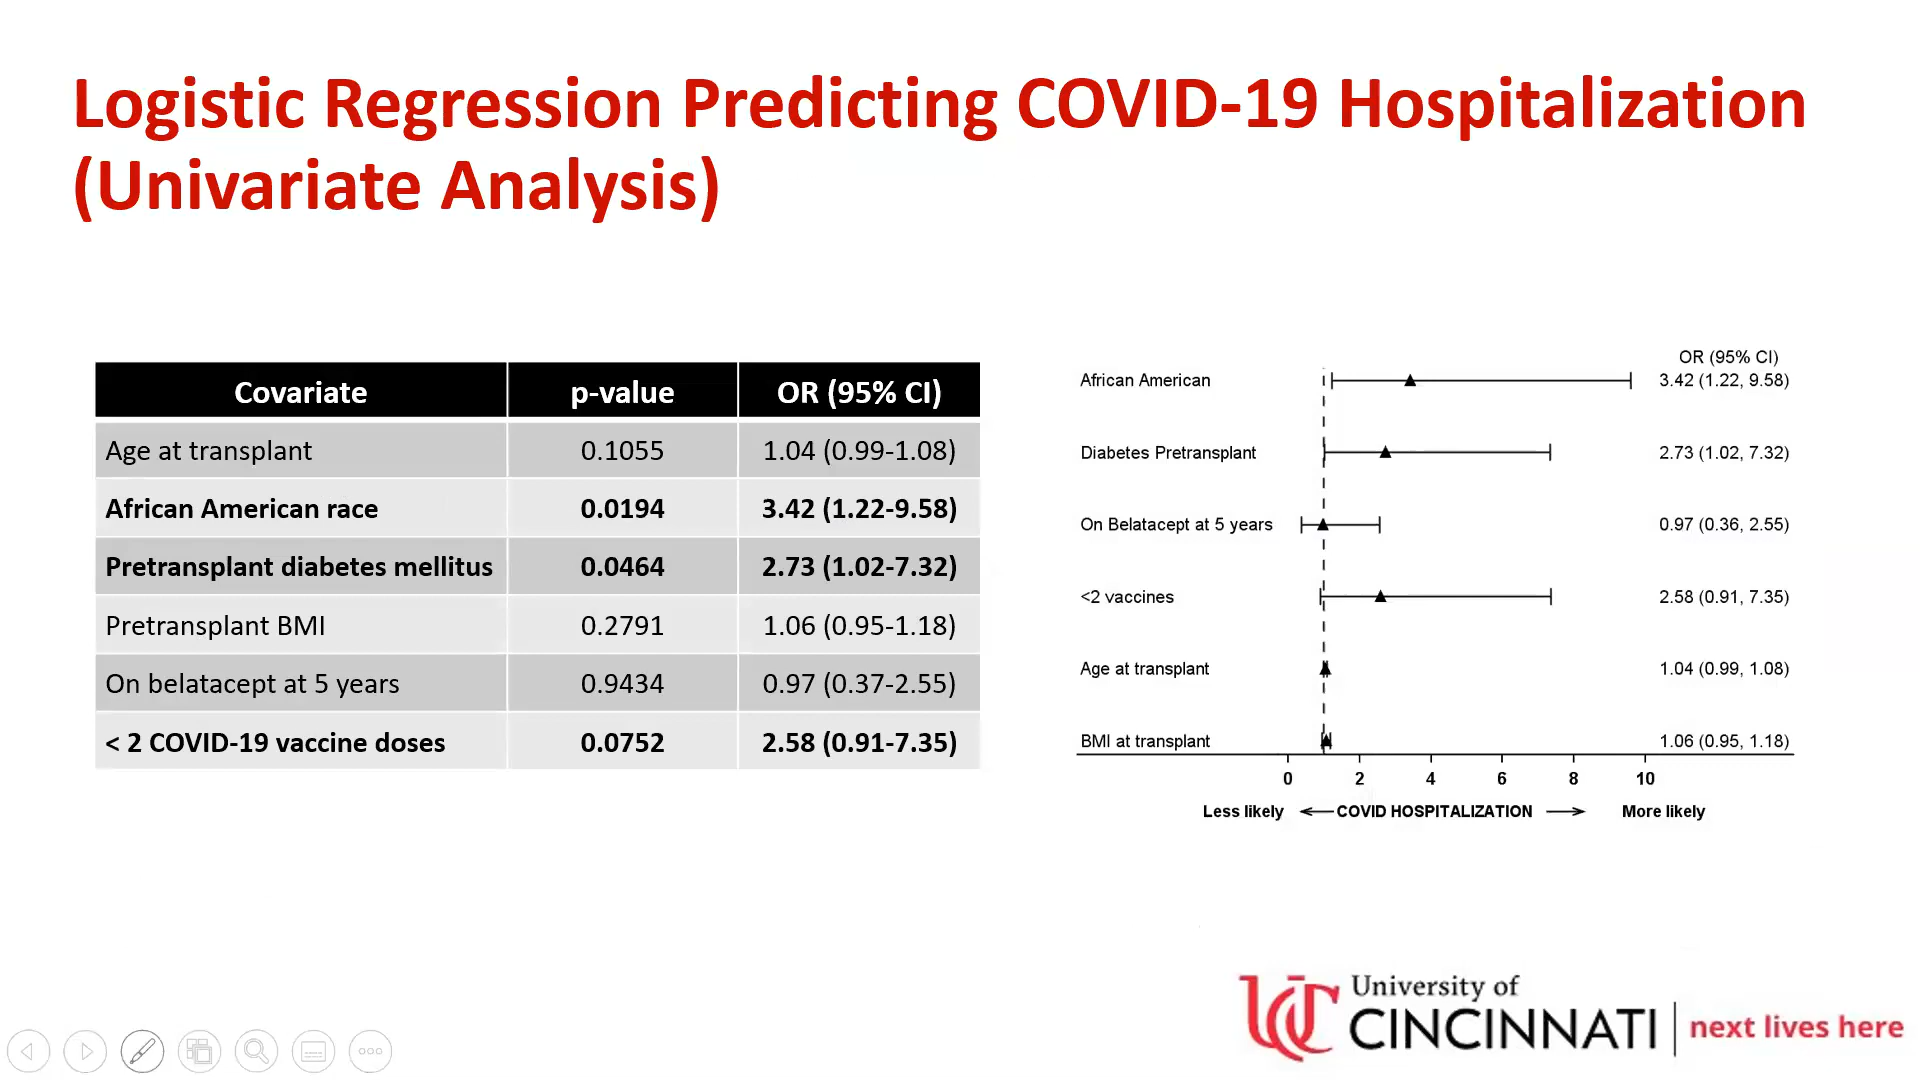 Logistic Regression Predicting COVID-19 Hospitalization
(Univariate Analysis)
Covariate p-value OR (95% CI)
Age at transplant 0.1055 1.04 (0.99-1.08)
African American race 0.0194 3.42 (1.22-9.58)
Pretransplant diabetes mellitus 0.0464 2.73 (1.02-7.32)
Pretransplant BMI 0.2791 1.06 (0.95-1.18)
On belatacept at 5 years 0.9434 0.97 (0.37-2.55)
< 2 COVID-19 vaccine doses 0.0752 2.58 (0.91-7.35)
OR (95% CI)
African American 3.42 (1.22, 9.58)
Diabetes Pretransplant 2.73 (1.02, 7.32)
On Belatacept at 5 years 0.97 (0.36, 2.55)
<2 vaccines 2.58 (0.91, 7.35)
Age at transplant 1.04 (0.99, 1.08)
BMI at transplant 1.06 (0.95, 1.18)
0 2 4 6 8 10
Less likely COVID HOSPITALIZATION More likely
UC University of
CINCINNATI next lives here